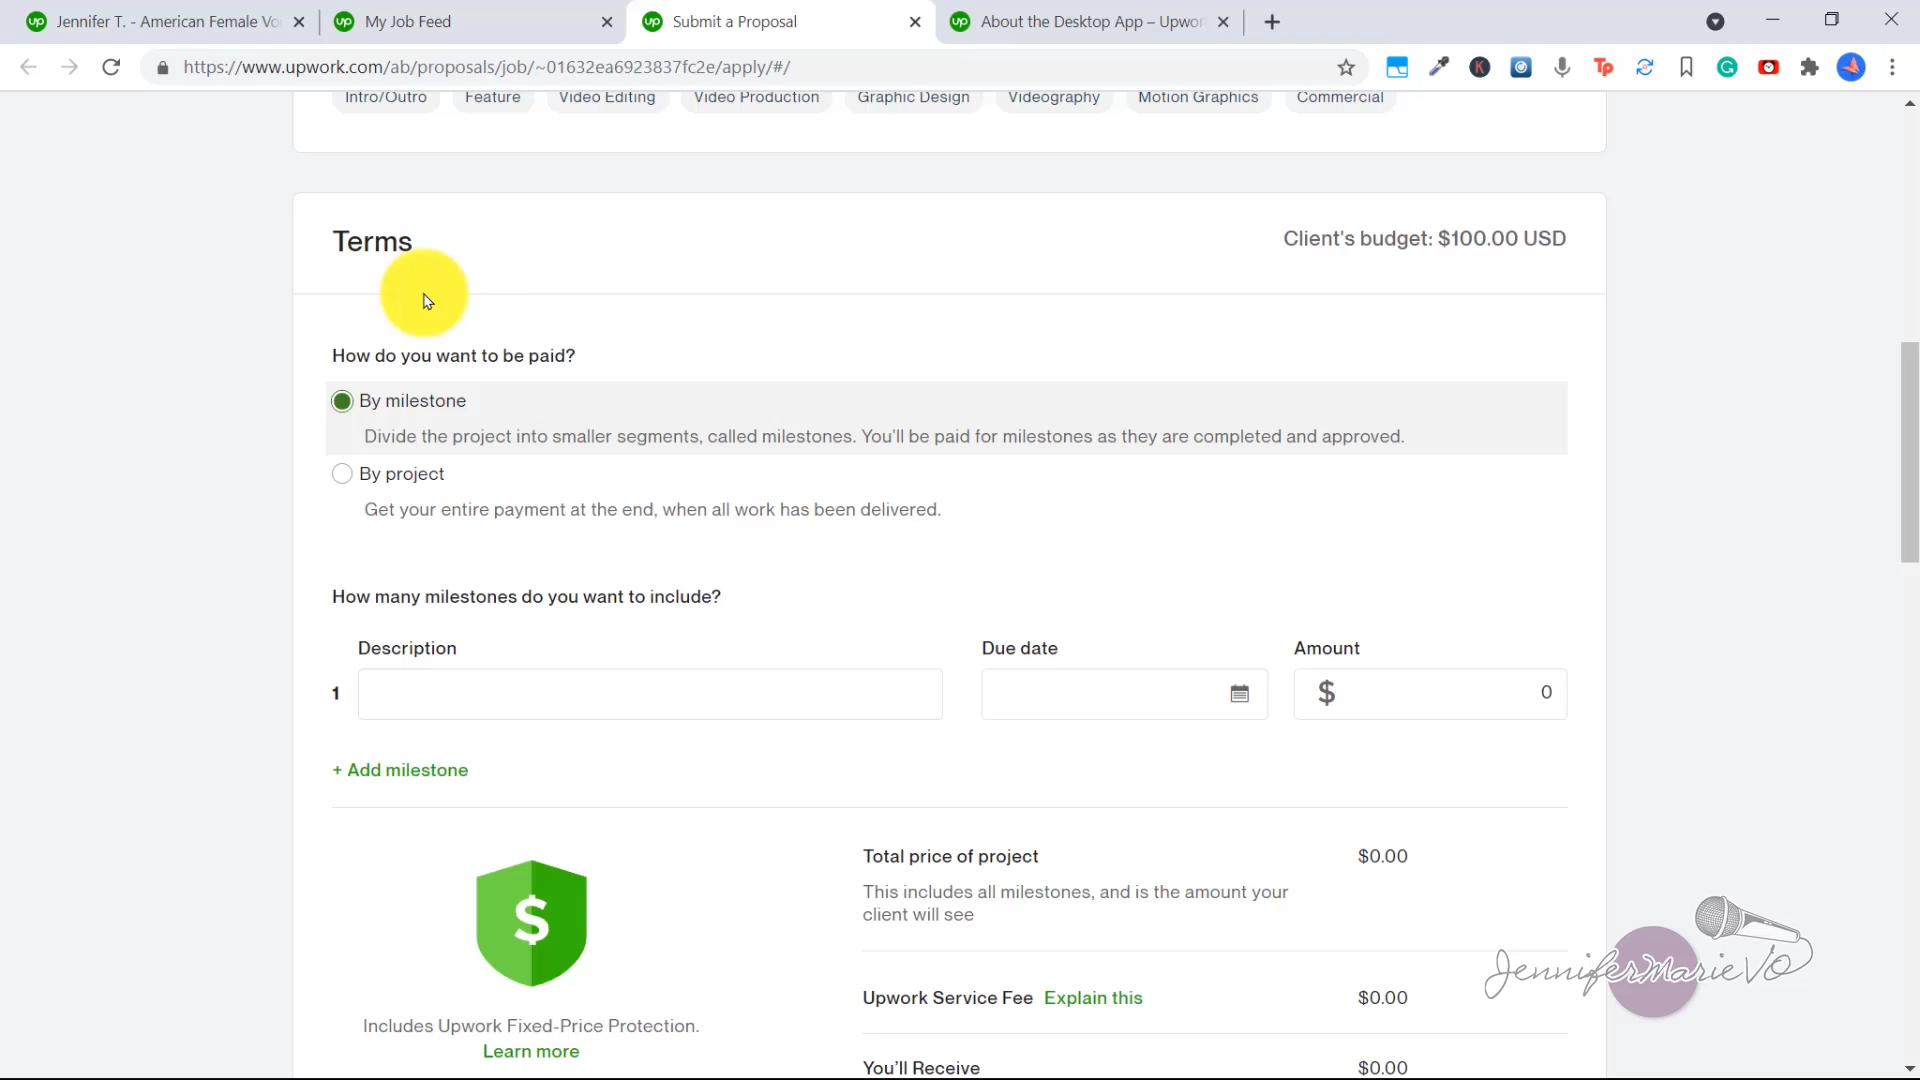 Jennifer T. - American Female Vo
My Job Feed
Submit a Proposal
About the Desktop App – Upwor
https://www.upwork.com/ab/proposals/job/~01632ea6923837fc2e/apply/#/
Intro/Outro
Feature
Video Editing
Video Production
Graphic Design
Videography
Motion Graphics
Commercial
Terms
Client's budget: $100.00 USD
How do you want to be paid?
By milestone
Divide the project into smaller segments, called milestones. You'll be paid for milestones as they are completed and approved.
By project
Get your entire payment at the end, when all work has been delivered.
How many milestones do you want to include?
Description
Due date
Amount
1
$ 0
+ Add milestone
Total price of project $0.00
This includes all milestones, and is the amount your
client will see
$
JenniferMarieVO
Upwork Service Fee Explain this $0.00
Includes Upwork Fixed-Price Protection.
Learn more
You'll Receive $0.00